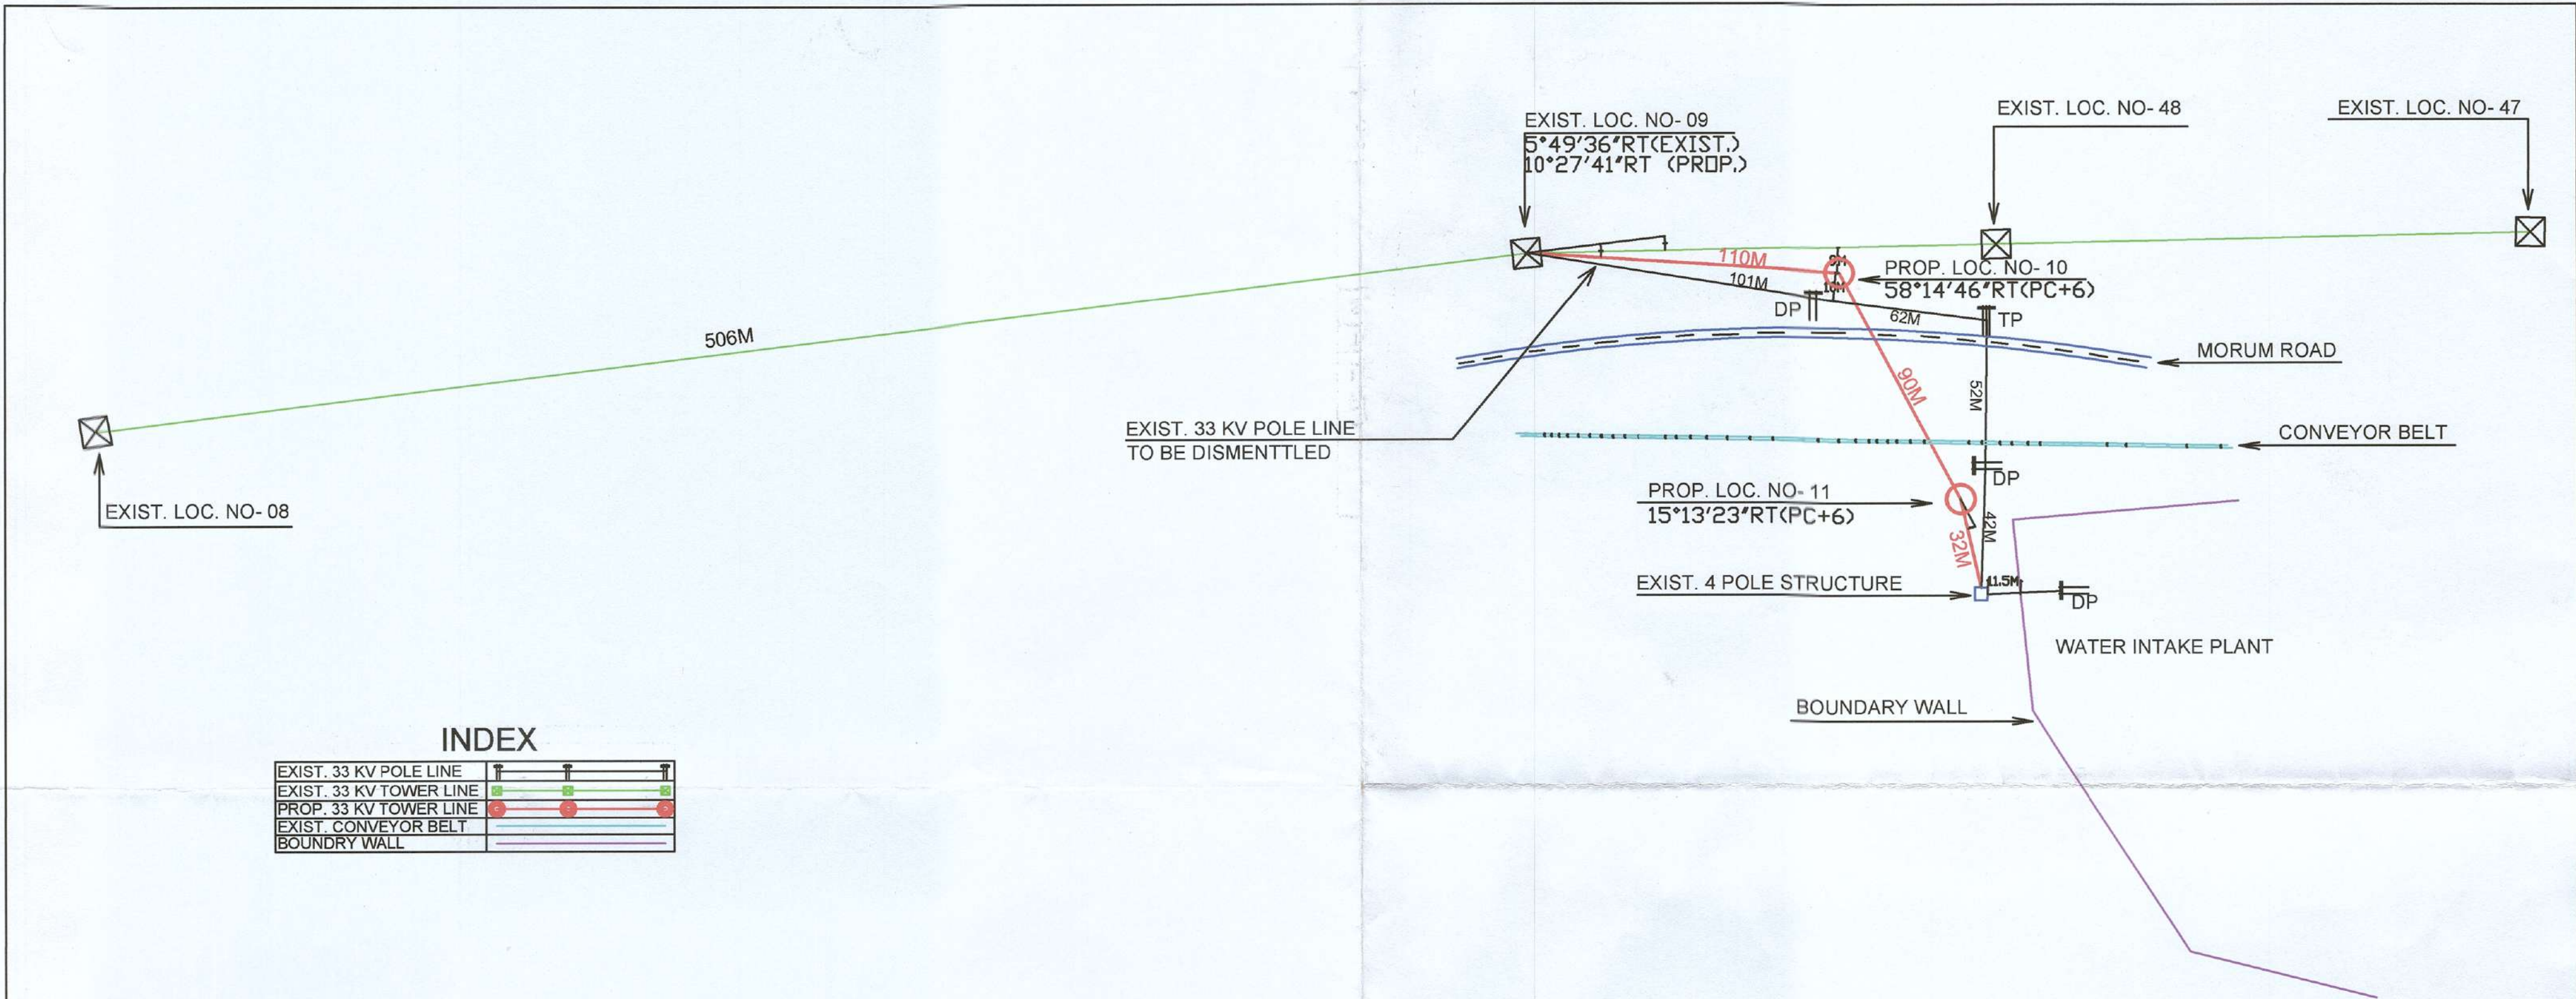 EXIST. LOC. NO- 09
5°49'36"RT(EXIST.)
10°27'41"RT (PROP.)
EXIST. LOC. NO- 48
EXIST. LOC. NO- 47
110M
9M
PROP. LOC. NO- 10
58°14'46"RT(PC+6)
101M
DP
62M
TP
506M
MORUM ROAD
90M
52M
EXIST. 33 KV POLE LINE
TO BE DISMENTTLED
CONVEYOR BELT
DP
PROP. LOC. NO- 11
15°13'23"RT(PC+6)
EXIST. LOC. NO- 08
42M
32M
EXIST. 4 POLE STRUCTURE
11.5M
DP
WATER INTAKE PLANT
BOUNDARY WALL
INDEX
EXIST. 33 KV POLE LINE
EXIST. 33 KV TOWER LINE
PROP. 33 KV TOWER LINE
EXIST. CONVEYOR BELT
BOUNDRY WALL